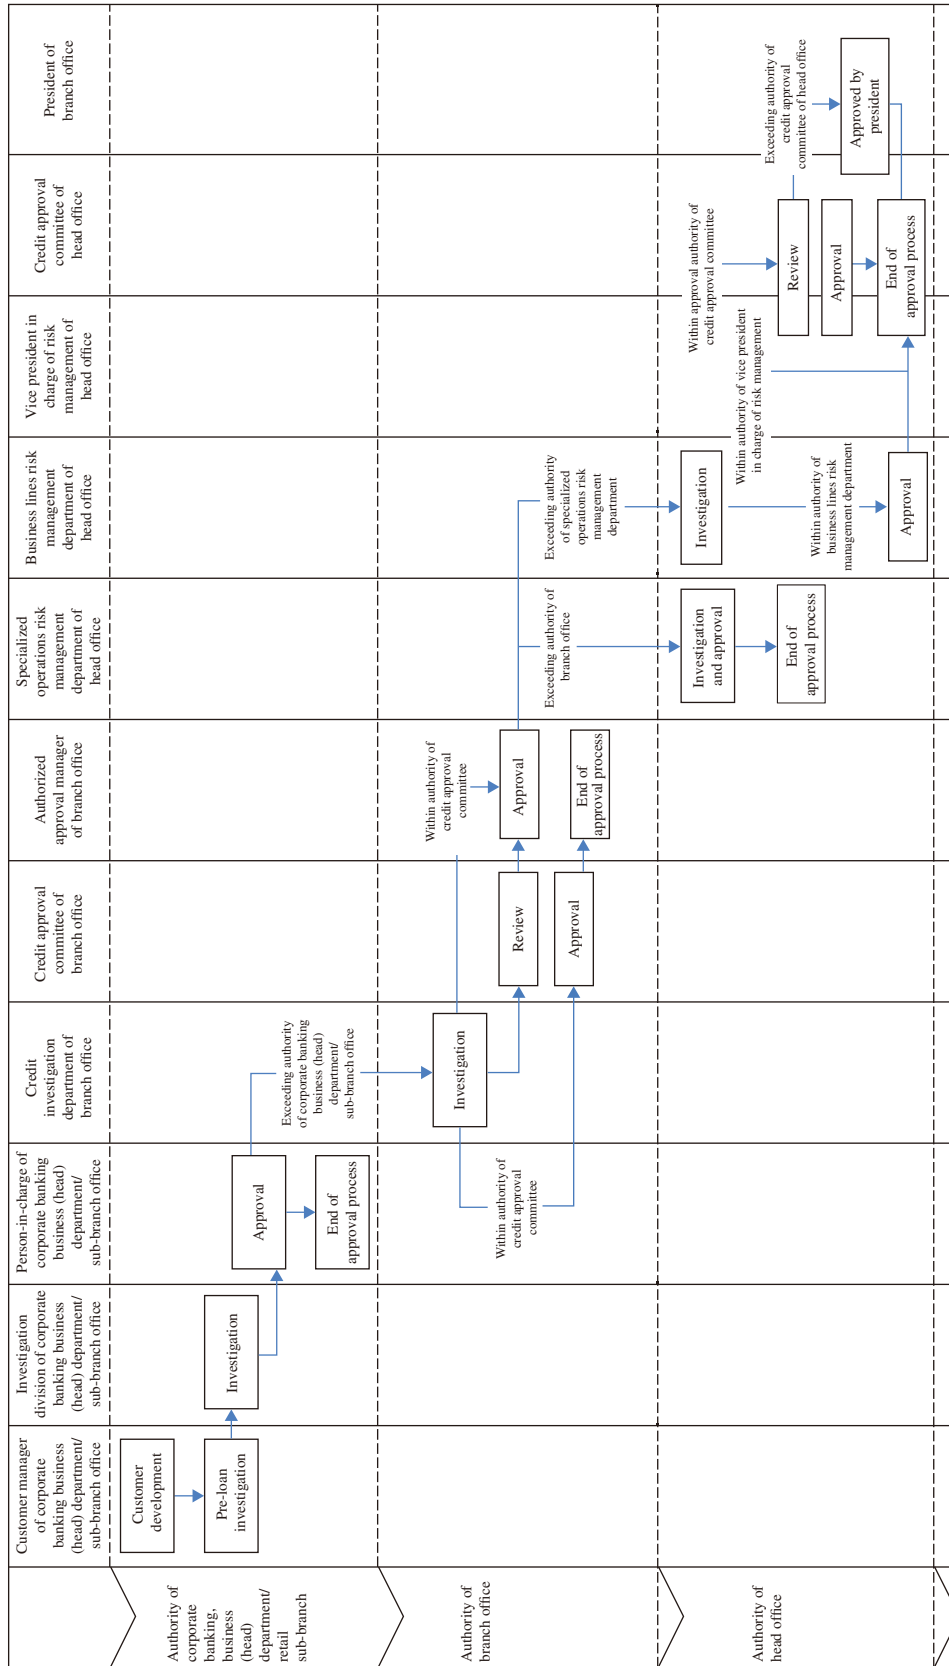 Customer manager
of corporate
banking business
(head) department/
sub-branch office
Investigation
division of corporate
banking business
(head) department/
sub-branch office
Person-in-charge of
corporate banking
business (head)
department/
sub-branch office
Credit
investigation
department of
branch office
Credit approval
committee of
branch office
Authorized
approval manager
of branch office
Specialized
operations risk
management
department of
head office
Business lines risk
management
department of
head office
Vice president in
charge of risk
management of
head office
Credit approval
committee of
head office
President of
branch office
Authority of
corporate
banking,
business
(head)
department/
retail
sub-branch
Customer
development
Pre-loan
investigation
Investigation
Approval
End of
approval process
Exceeding authority
of corporate banking
business (head)
department/
sub-branch office
Authority of
branch office
Investigation
Within authority of
credit approval
committee
Within authority of
credit approval
committee
Review
Approval
Approval
End of
approval process
Exceeding authority of
branch office
Exceeding authority
of specialized
operations risk
management
department
Authority of
head office
Investigation
and approval
End of
approval process
Investigation
Within authority of
business lines risk
management department
Approval
Within authority of vice president
in charge of risk management
Within approval authority of
credit approval committee
Review
Approval
End of
approval process
Exceeding authority of
credit approval
committee of head office
Approved by
president